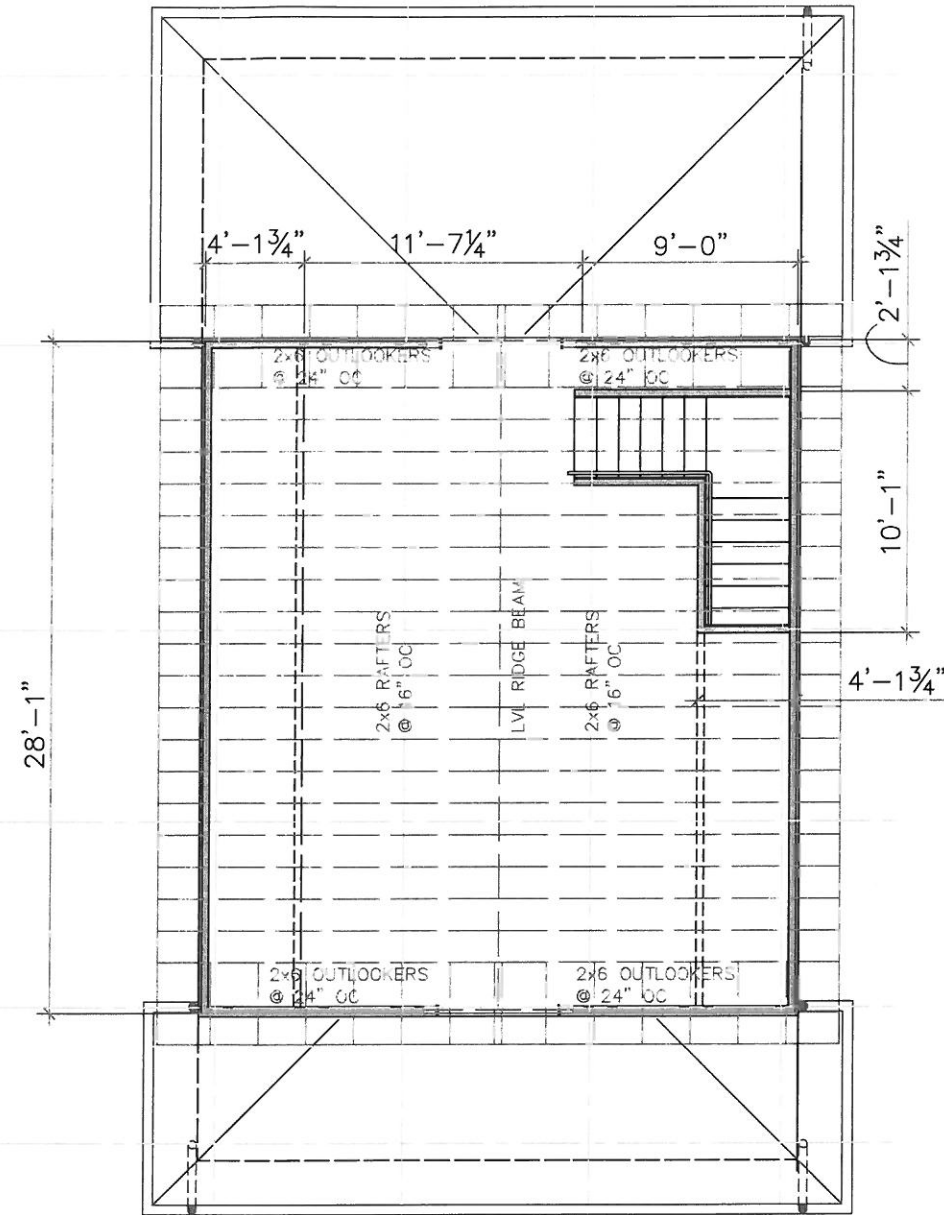 4'-1¾"
11'-7¼"
9'-0"
2'-1¾"
2x6 OUTLOOKERS
@ 24" OC
2x6 OUTLOOKERS
@ 24" OC
10'-1"
28'-1"
2x6 RAFTERS
@ 16" OC
LVL RIDGE BEAM
2x6 RAFTERS
@ 16" OC
4'-1¾"
2x6 OUTLOOKERS
@ 24" OC
2x6 OUTLOOKERS
@ 24" OC